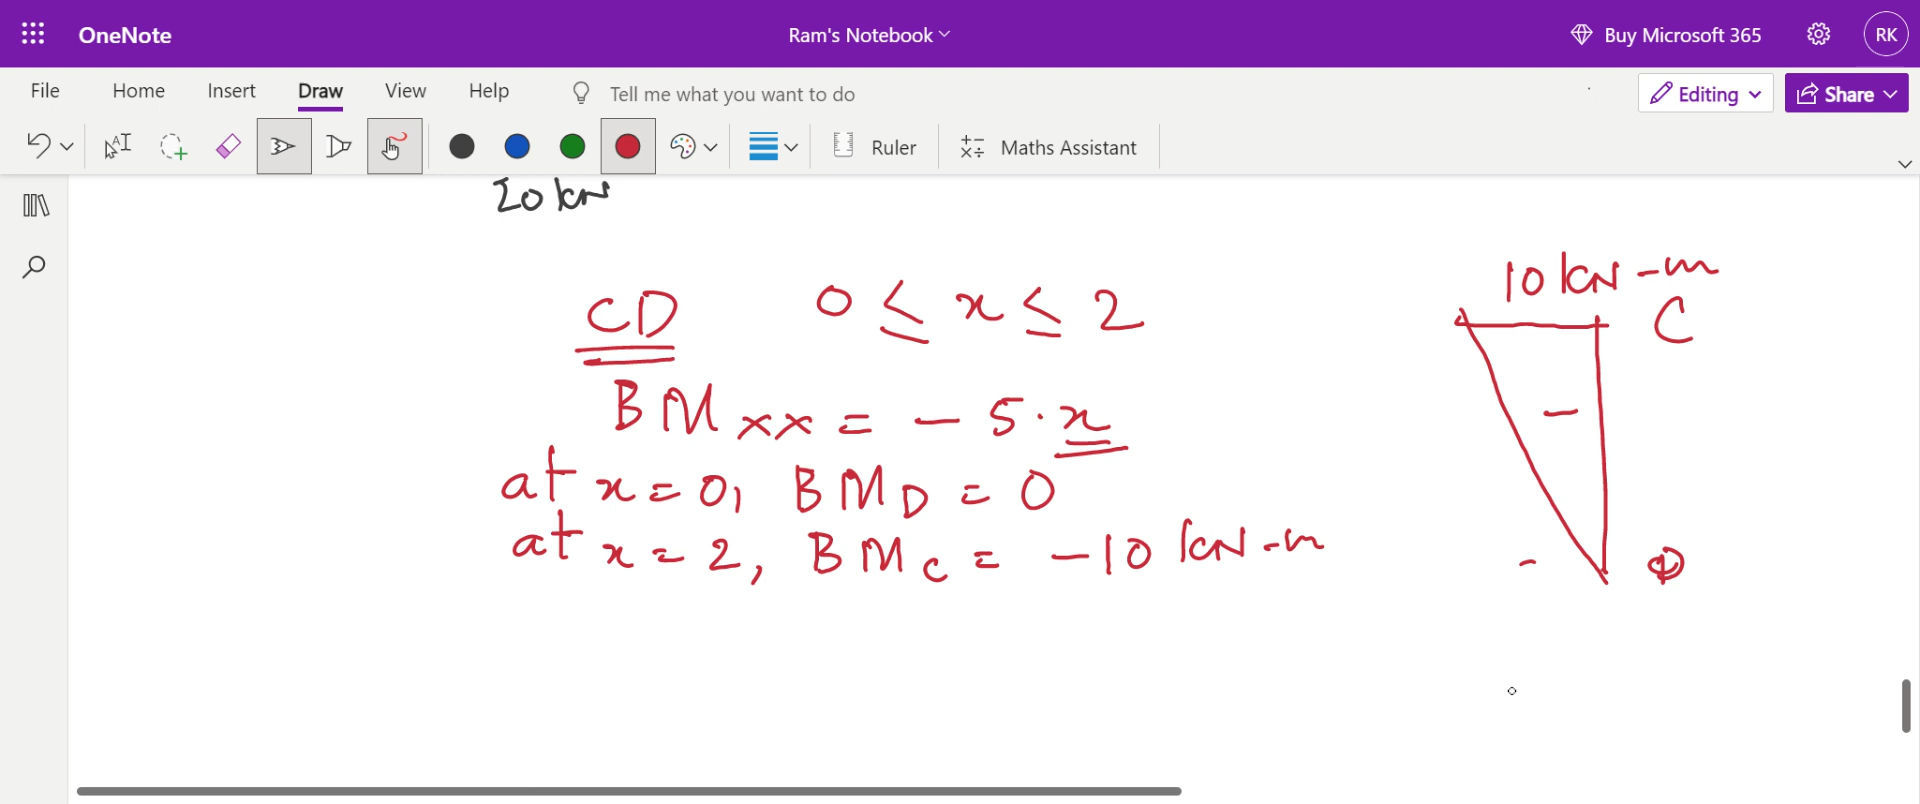 OneNote
Ram's Notebook
Buy Microsoft 365
RK
File Home Insert Draw View Help Tell me what you want to do
Editing
Share
Ruler
Maths Assistant
20 kN
CD 0 ≤ x ≤ 2
BMxx = - 5 · x
at x = 0, BM_D = 0
at x = 2, BM_C = -10 kN-m
10 kN-m
C
-
-
D